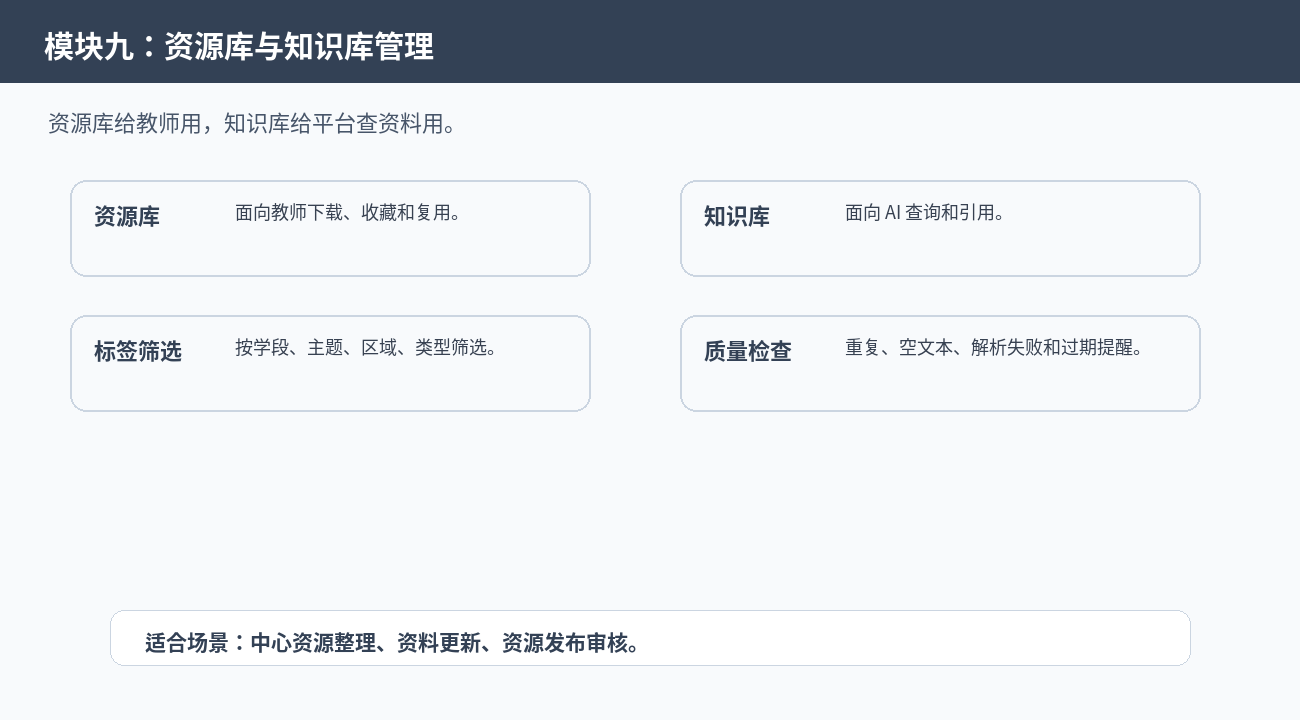 模块九：资源库与知识库管理
资源库给教师用，知识库给平台查资料用。
资源库 面向教师下载、收藏和复用。
知识库 面向 AI 查询和引用。
标签筛选 按学段、主题、区域、类型筛选。
质量检查 重复、空文本、解析失败和过期提醒。
适合场景：中心资源整理、资料更新、资源发布审核。